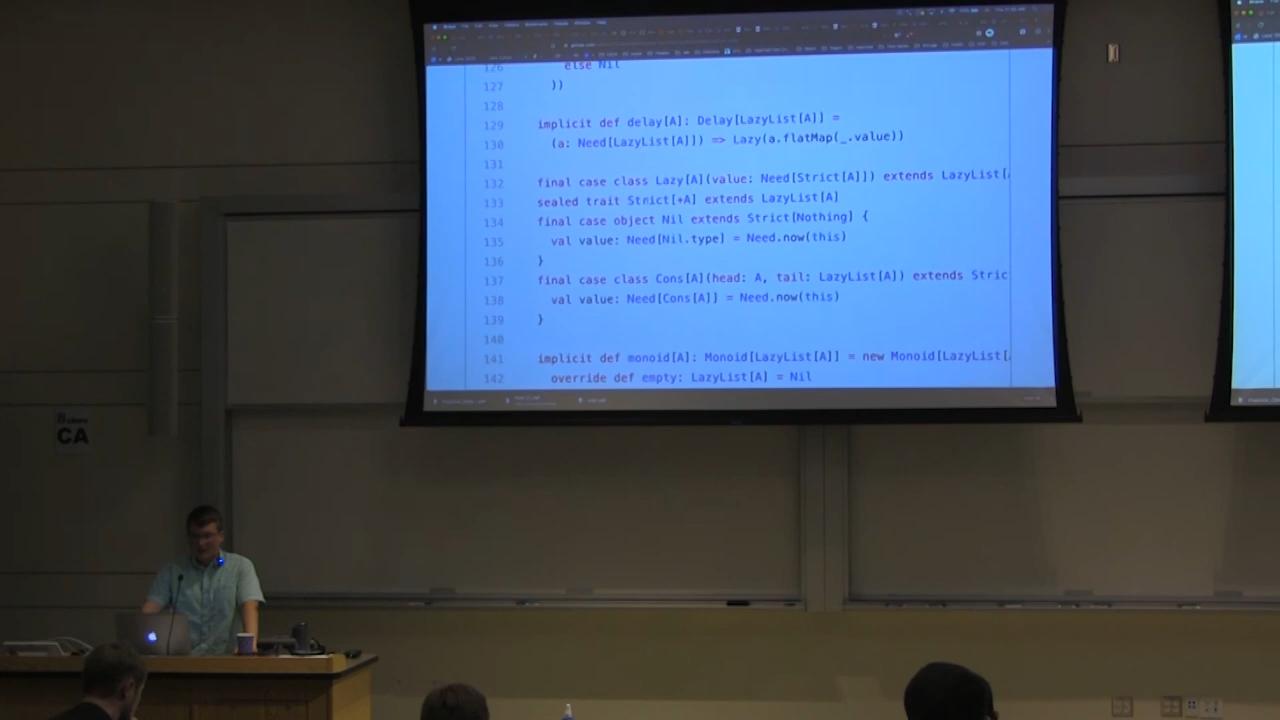 126 else Nil
127 ))
128
129 implicit def delay[A]: Delay[LazyList[A]] =
130 (a: Need[LazyList[A]]) => Lazy(a.flatMap(_.value))
131
132 final case class Lazy[A](value: Need[Strict[A]]) extends LazyList[
133 sealed trait Strict[+A] extends LazyList[A]
134 final case object Nil extends Strict[Nothing] {
135 val value: Need[Nil.type] = Need.now(this)
136 }
137 final case class Cons[A](head: A, tail: LazyList[A]) extends Stric
138 val value: Need[Cons[A]] = Need.now(this)
139 }
140
141 implicit def monoid[A]: Monoid[LazyList[A]] = new Monoid[LazyList[
142 override def empty: LazyList[A] = Nil
CA